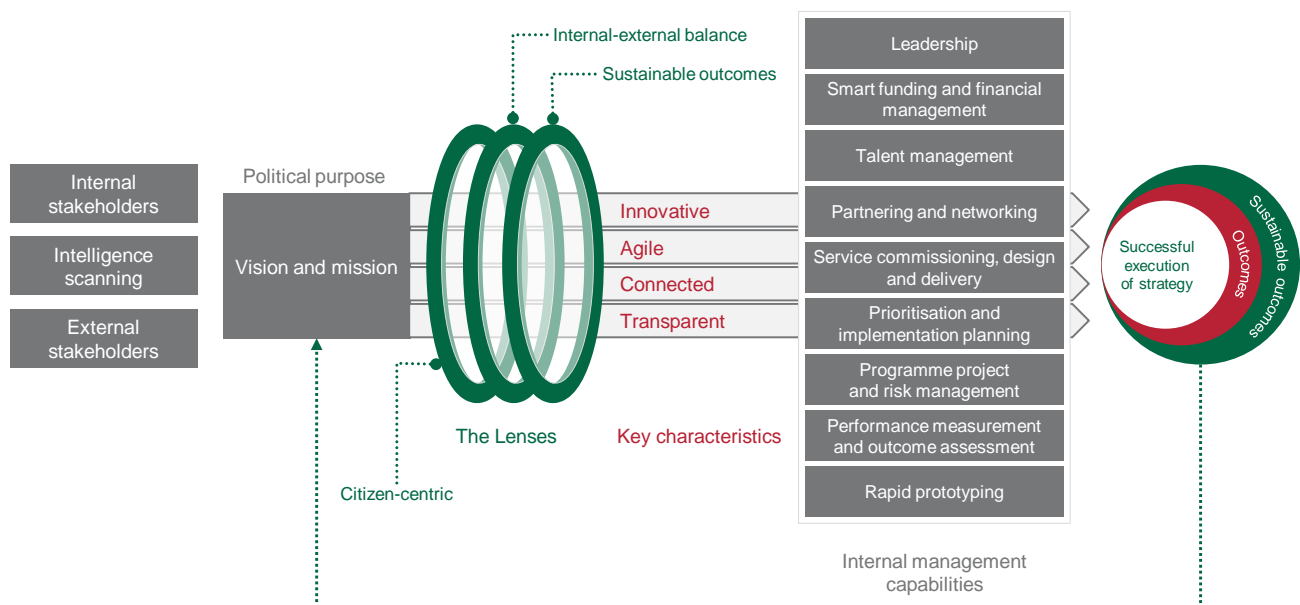 Internal-external balance
Sustainable outcomes
Internal
stakeholders
Intelligence
scanning
External
stakeholders
Political purpose
Vision and mission
Innovative
Agile
Connected
Transparent
The Lenses
Key characteristics
Citizen-centric
Leadership
Smart funding and financial
management
Talent management
Partnering and networking
Service commissioning, design
and delivery
Prioritisation and
implementation planning
Programme project
and risk management
Performance measurement
and outcome assessment
Rapid prototyping
Internal management
capabilities
Successful
execution
of strategy
Outcomes
Sustainable outcomes